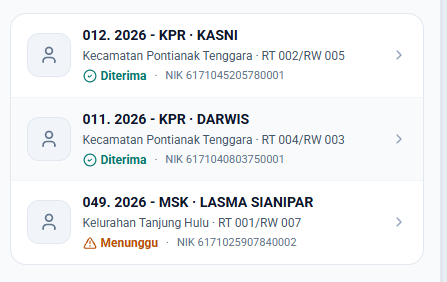 012. 2026 - KPR · KASNI
Kecamatan Pontianak Tenggara · RT 002/RW 005
Diterima · NIK 6171045205780001
011. 2026 - KPR · DARWIS
Kecamatan Pontianak Tenggara · RT 004/RW 003
Diterima · NIK 6171040803750001
049. 2026 - MSK · LASMA SIANIPAR
Kelurahan Tanjung Hulu · RT 001/RW 007
Menunggu · NIK 6171025907840002